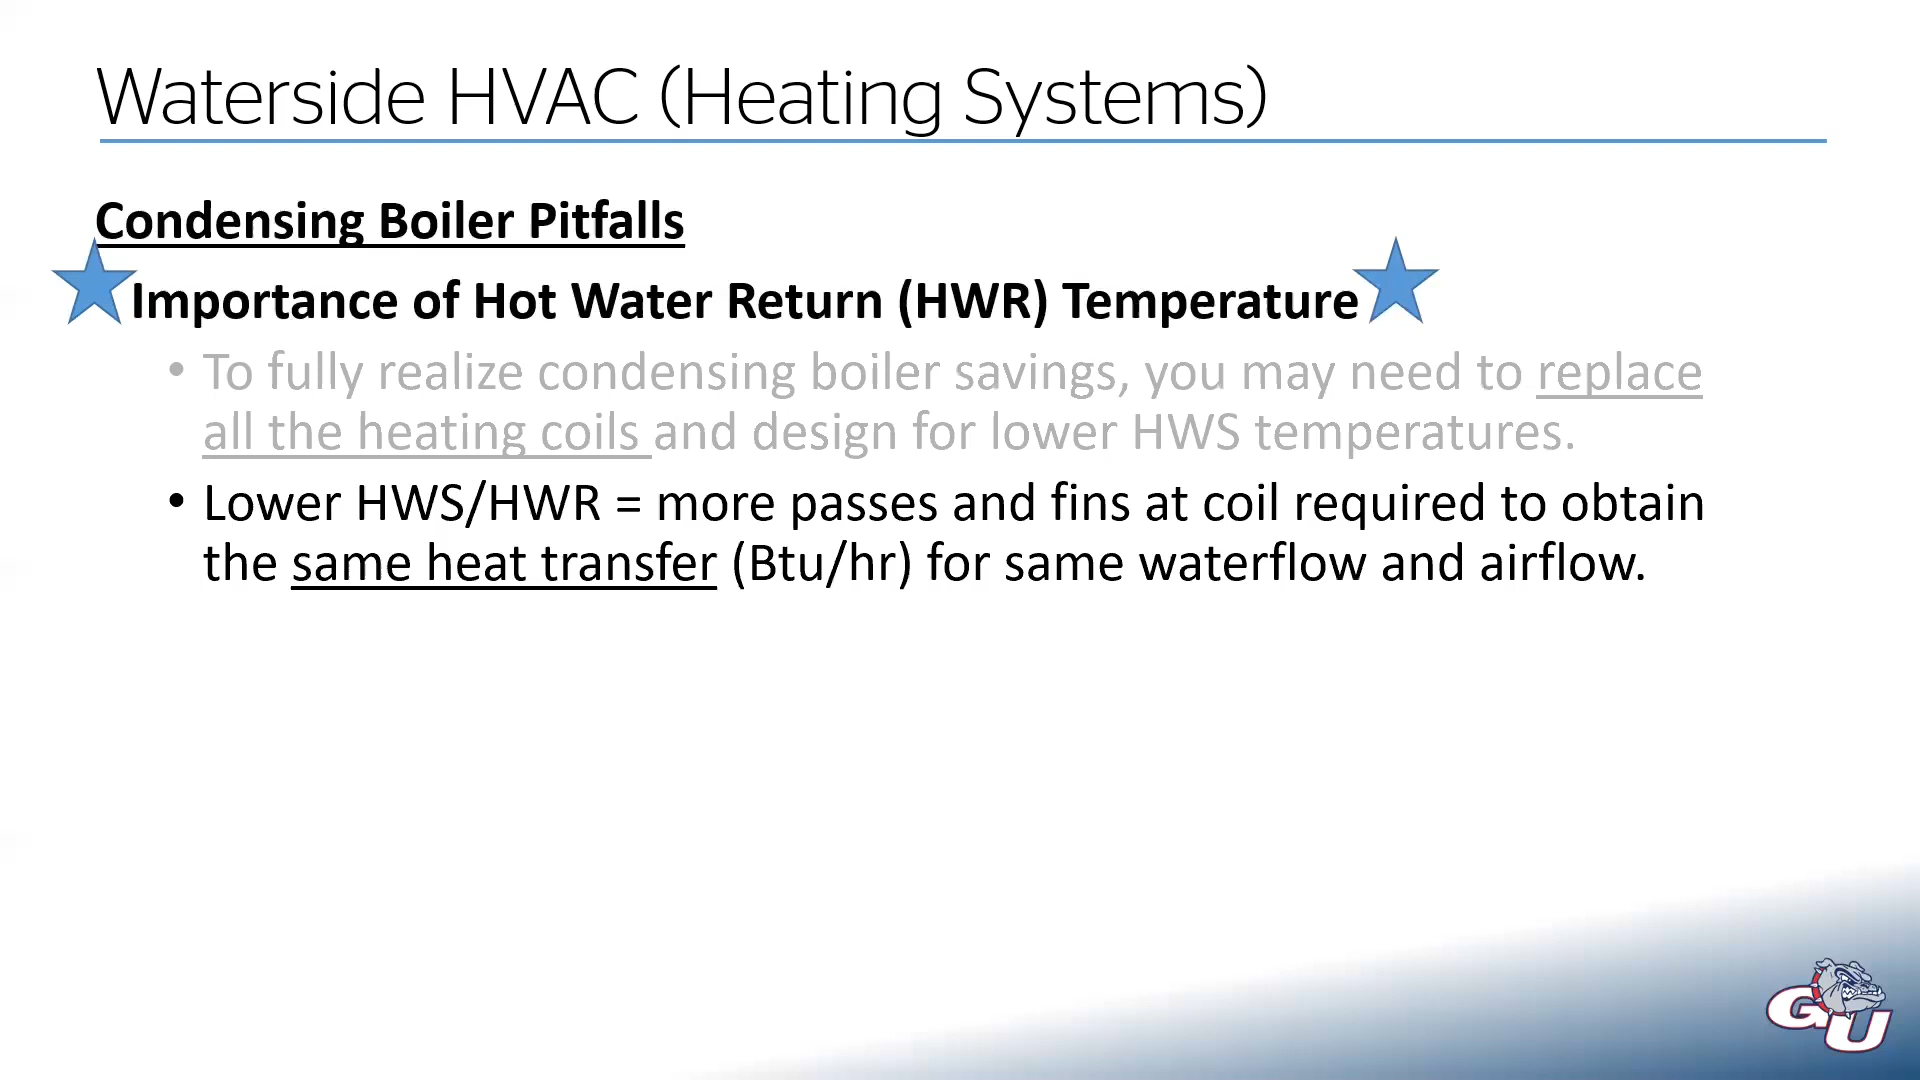 Waterside HVAC (Heating Systems)
Condensing Boiler Pitfalls
Importance of Hot Water Return (HWR) Temperature
• To fully realize condensing boiler savings, you may need to replace
all the heating coils and design for lower HWS temperatures.
• Lower HWS/HWR = more passes and fins at coil required to obtain
the same heat transfer (Btu/hr) for same waterflow and airflow.
GU